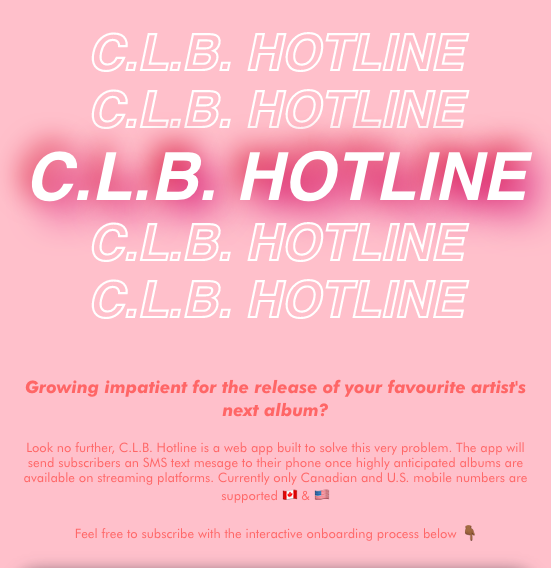 C.L.B. HOTLINE
C.L.B. HOTLINE
C.L.B. HOTLINE
C.L.B. HOTLINE
C.L.B. HOTLINE
Growing impatient for the release of your favourite artist's
next album?
Look no further, C.L.B. Hotline is a web app built to solve this very problem. The app will
send subscribers an SMS text mesage to their phone once highly anticipated albums are
available on streaming platforms. Currently only Canadian and U.S. mobile numbers are
supported 🇨🇦 & 🇺🇸
Feel free to subscribe with the interactive onboarding process below 👇🏾